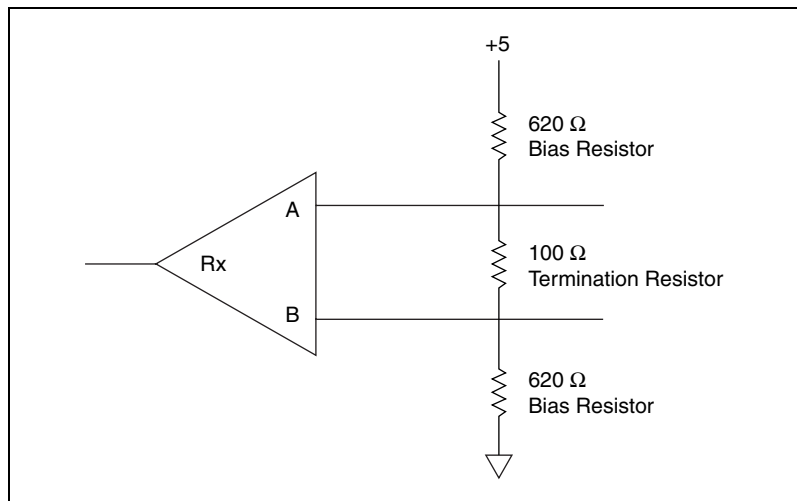 +5
620 Ω
Bias Resistor
A
100 Ω
Rx
Termination Resistor
B
620 Ω
Bias Resistor